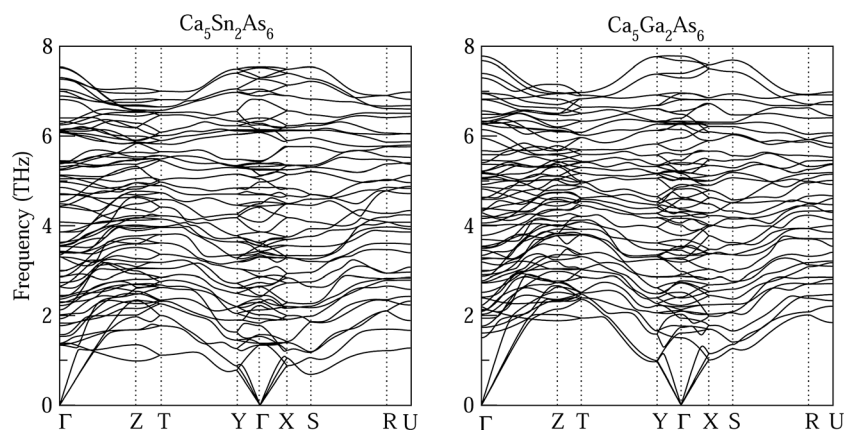 Ca5Sn2As6
8
6
4
2
0
Frequency (THz)
Γ Z T Y Γ X S R U
Ca5Ga2As6
8
6
4
2
0
Γ Z T Y Γ X S R U